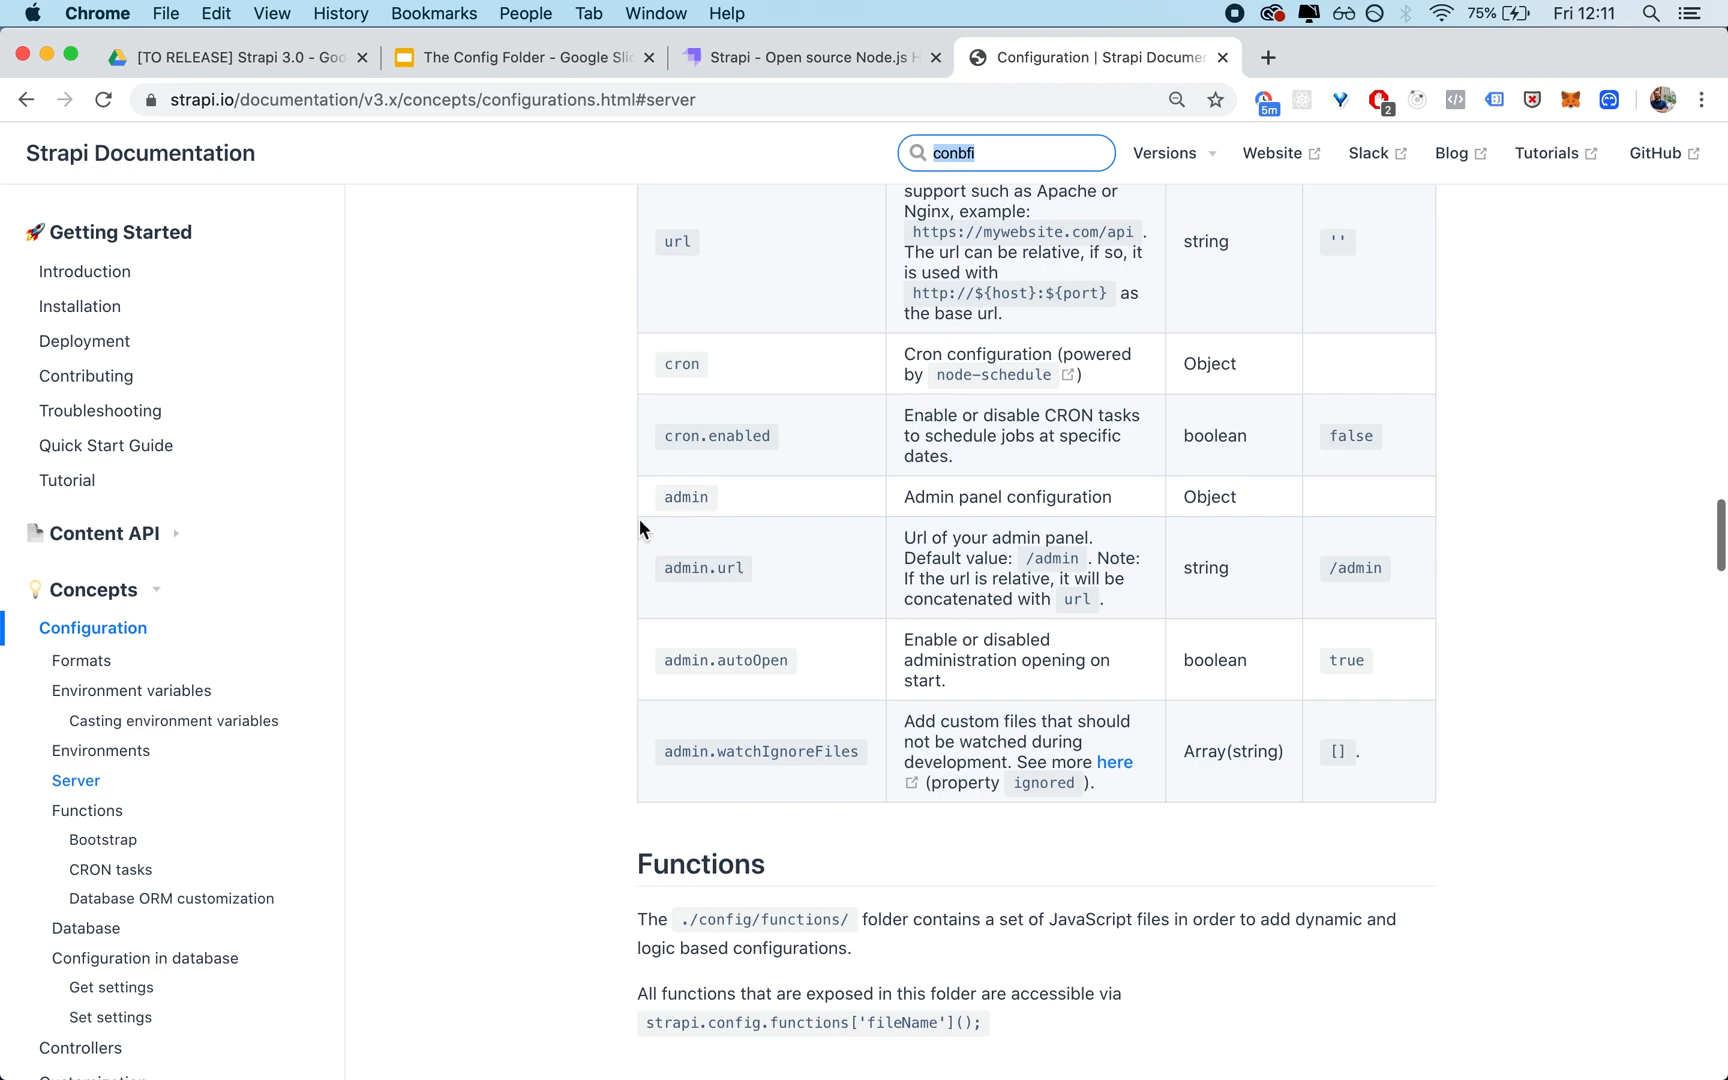 Chrome File Edit View History Bookmarks People Tab Window Help 75% Fri 12:11
[TO RELEASE] Strapi 3.0 - Goo The Config Folder - Google Slid Strapi - Open source Node.js H Configuration | Strapi Documen
strapi.io/documentation/v3.x/concepts/configurations.html#server 5m 2
Strapi Documentation conbfi Versions Website Slack Blog Tutorials GitHub
Getting Started
Introduction
Installation
Deployment
Contributing
Troubleshooting
Quick Start Guide
Tutorial
Content API
Concepts
Configuration
Formats
Environment variables
Casting environment variables
Environments
Server
Functions
Bootstrap
CRON tasks
Database ORM customization
Database
Configuration in database
Get settings
Set settings
Controllers
url
support such as Apache or
Nginx, example:
https://mywebsite.com/api .
The url can be relative, if so, it
is used with
http://${host}:${port} as
the base url.
string
''
cron
Cron configuration (powered
by node-schedule )
Object
cron.enabled
Enable or disable CRON tasks
to schedule jobs at specific
dates.
boolean
false
admin
Admin panel configuration
Object
admin.url
Url of your admin panel.
Default value: /admin . Note:
If the url is relative, it will be
concatenated with url .
string
/admin
admin.autoOpen
Enable or disabled
administration opening on
start.
boolean
true
admin.watchIgnoreFiles
Add custom files that should
not be watched during
development. See more here
(property ignored ).
Array(string)
[] .
Functions
The ./config/functions/ folder contains a set of JavaScript files in order to add dynamic and
logic based configurations.
All functions that are exposed in this folder are accessible via
strapi.config.functions['fileName']();